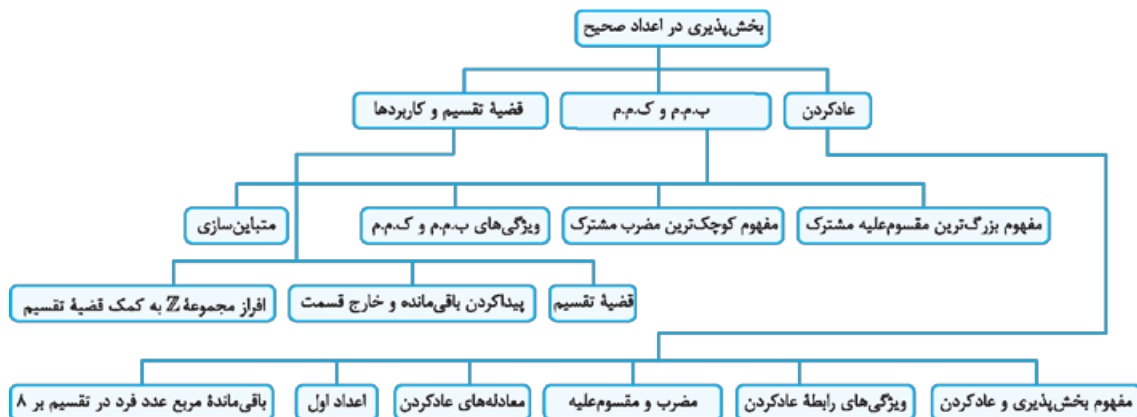 بخش‌پذیری در اعداد صحیح
عادکردن
ب.م.م و ک.م.م
قضیهٔ تقسیم و کاربردها
مفهوم بزرگ‌ترین مقسوم‌علیه مشترک
مفهوم کوچک‌ترین مضرب مشترک
ویژگی‌های ب.م.م و ک.م.م
متباین‌سازی
قضیهٔ تقسیم
پیداکردن باقی‌مانده و خارج قسمت
افراز مجموعهٔ ℤ به کمک قضیهٔ تقسیم
مفهوم بخش‌پذیری و عادکردن
ویژگی‌های رابطهٔ عادکردن
مضرب و مقسوم‌علیه
معادله‌های عادکردن
اعداد اول
باقی‌ماندهٔ مربع عدد فرد در تقسیم بر ۸